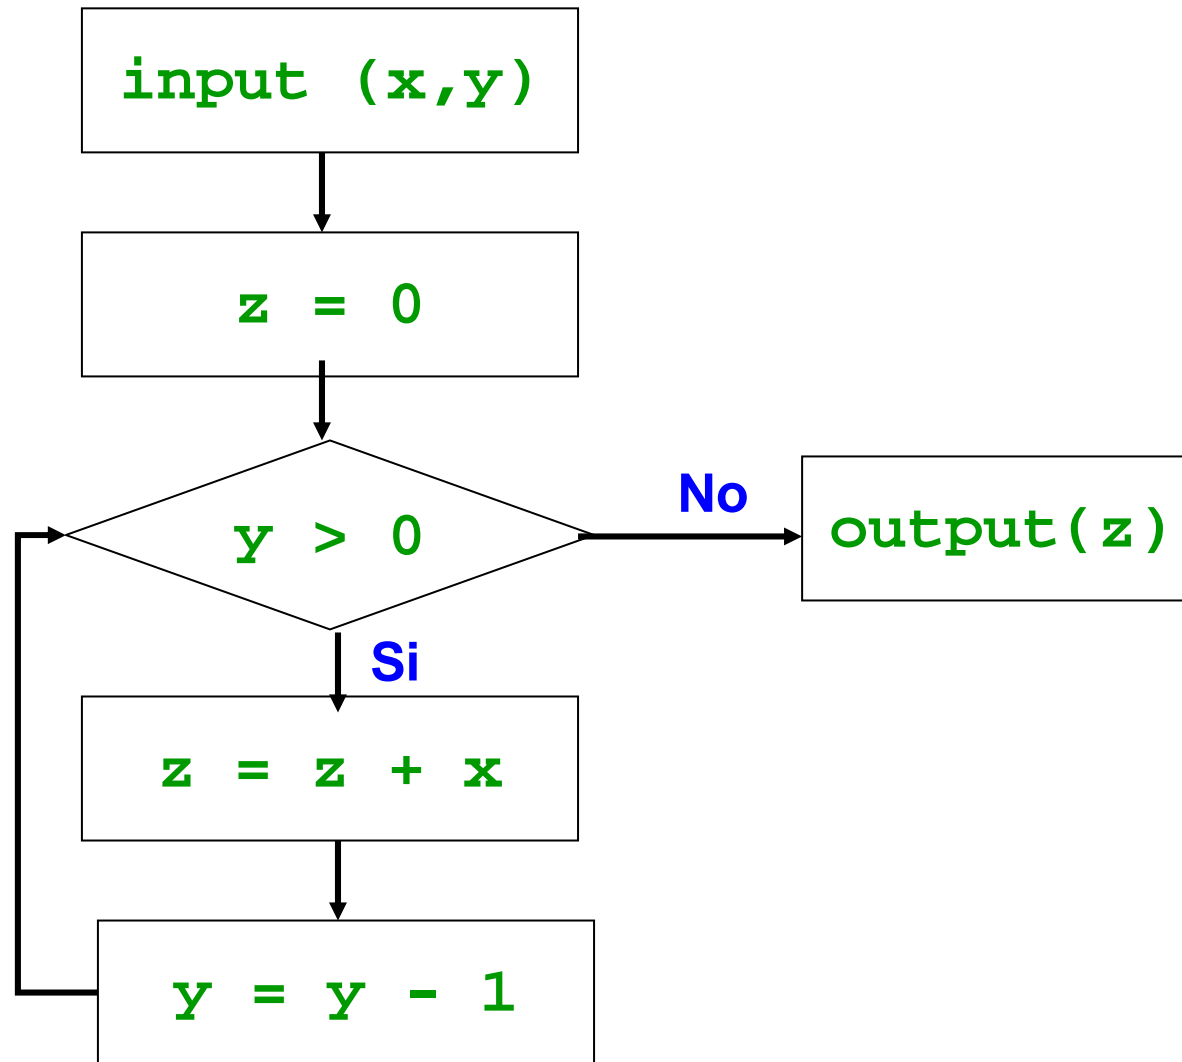 input (x,y)
z = 0
y > 0
No
output(z)
Si
z = z + x
y = y - 1